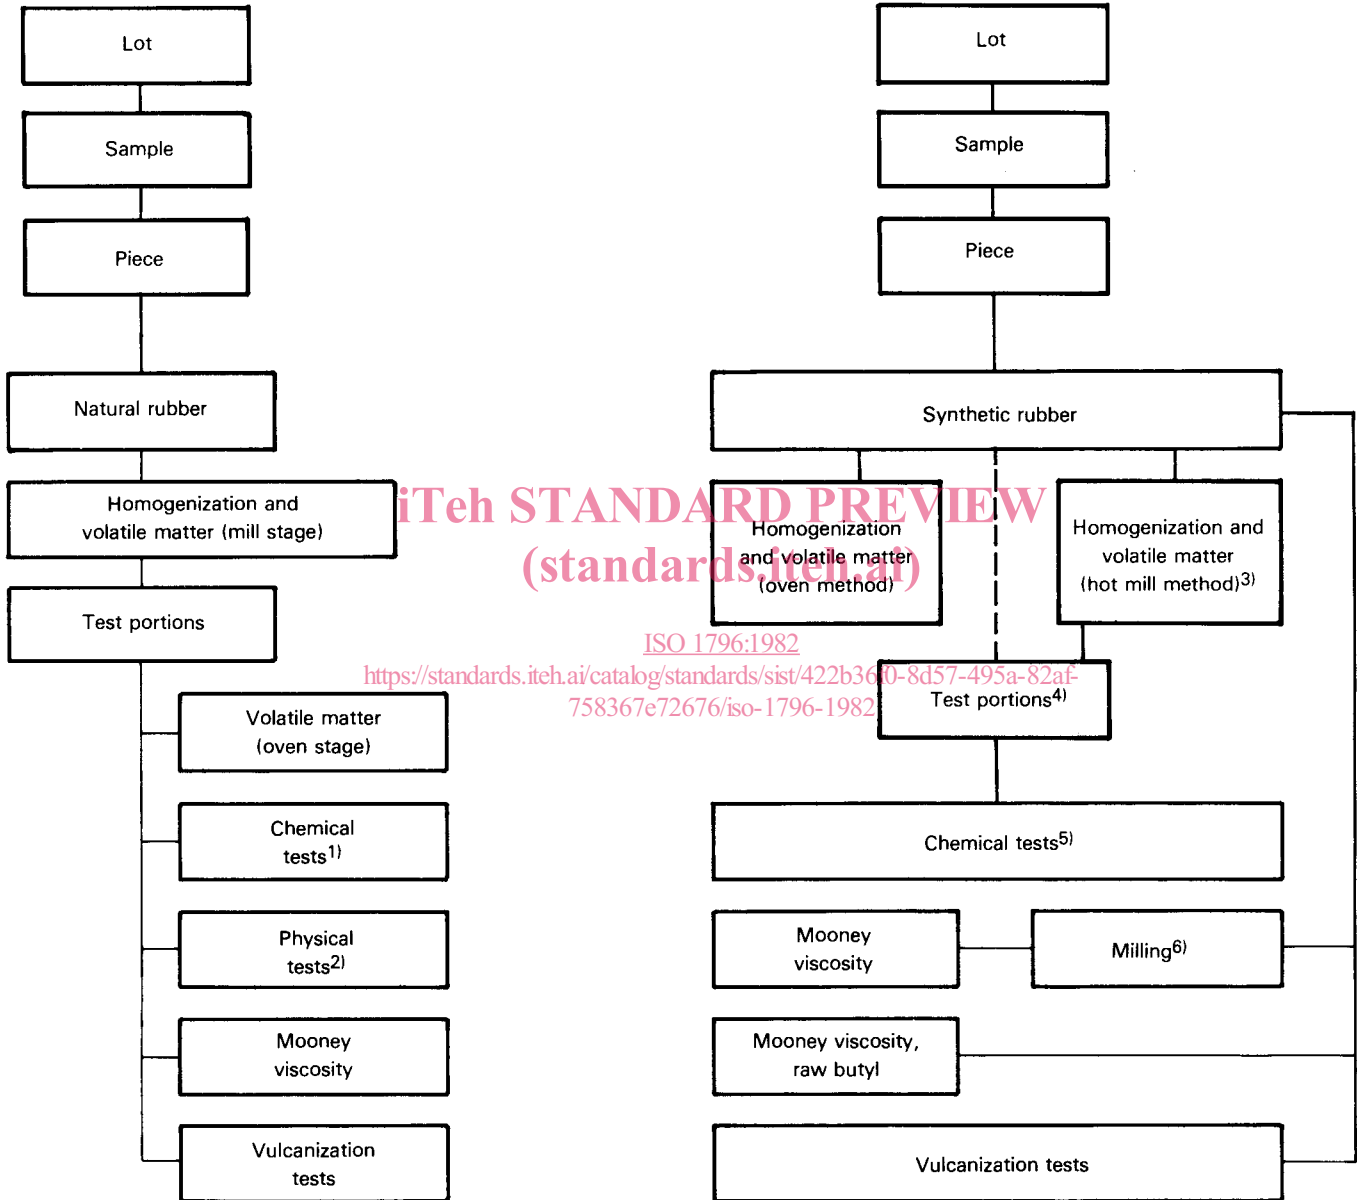 Lot
Sample
Piece
Natural rubber
Homogenization and
volatile matter (mill stage)
Test portions
Volatile matter
(oven stage)
Chemical
tests1)
Physical
tests2)
Mooney
viscosity
Vulcanization
tests
Lot
Sample
Piece
Synthetic rubber
Homogenization
and volatile matter
(oven method)
Homogenization and
volatile matter
(hot mill method)3)
Test portions4)
Chemical tests5)
Mooney
viscosity
Milling6)
Mooney viscosity,
raw butyl
Vulcanization tests
iTeh STANDARD PREVIEW
(standards.iteh.ai)
ISO 1796:1982
https://standards.iteh.ai/catalog/standards/sist/422b36f0-8d57-495a-82af-
758367e72676/iso-1796-1982